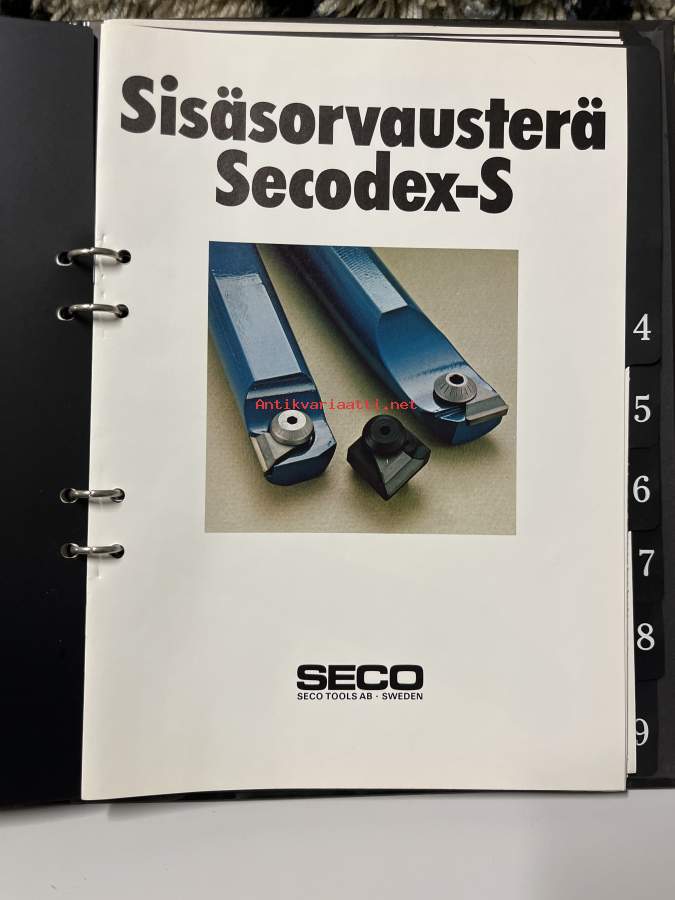 Sisäsorvausterä
Secodex-S
Antikvariaatti.net
SECO
SECO TOOLS AB · SWEDEN
4
5
6
7
8
9